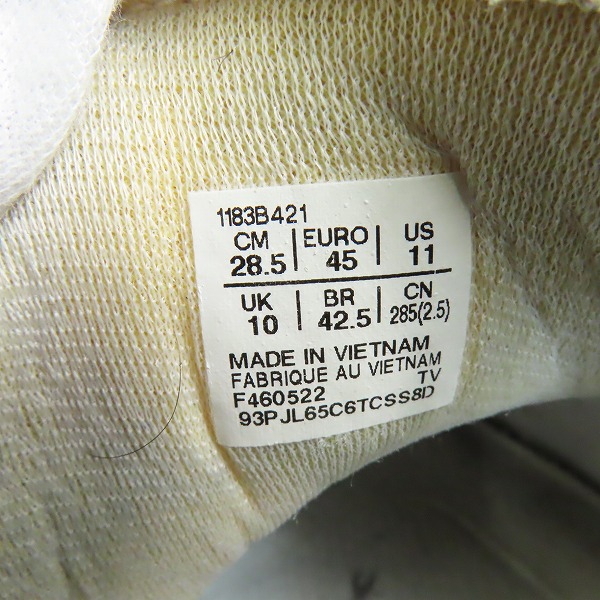 1183B421
CM | EURO | US
28.5 | 45 | 11
UK | BR | CN
10 | 42.5 | 285(2.5)
MADE IN VIETNAM
FABRIQUE AU VIETNAM
F460522 TV
93PJL65C6TCSS8D